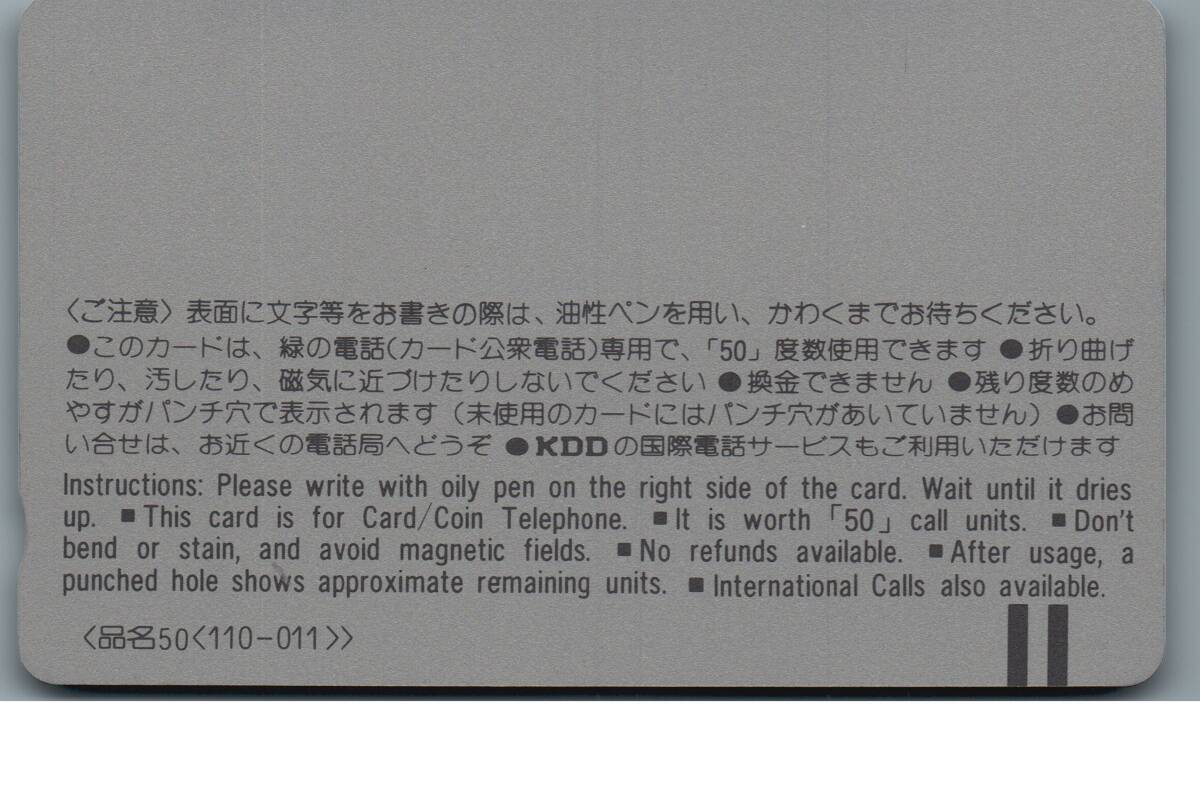 〈ご注意〉表面に文字等をお書きの際は、油性ペンを用い、かわくまでお待ちください。
●このカードは、緑の電話(カード公衆電話)専用で、「50」度数使用できます ●折り曲げ
たり、汚したり、磁気に近づけたりしないでください ●換金できません ●残り度数のめ
やすがパンチ穴で表示されます（未使用のカードにはパンチ穴があいていません）●お問
い合せは、お近くの電話局へどうぞ ●KDDの国際電話サービスもご利用いただけます
Instructions: Please write with oily pen on the right side of the card. Wait until it dries
up. ■This card is for Card/Coin Telephone. ■It is worth「50」call units. ■Don't
bend or stain, and avoid magnetic fields. ■No refunds available. ■After usage, a
punched hole shows approximate remaining units. ■International Calls also available.
〈品名50〈110-011〉〉